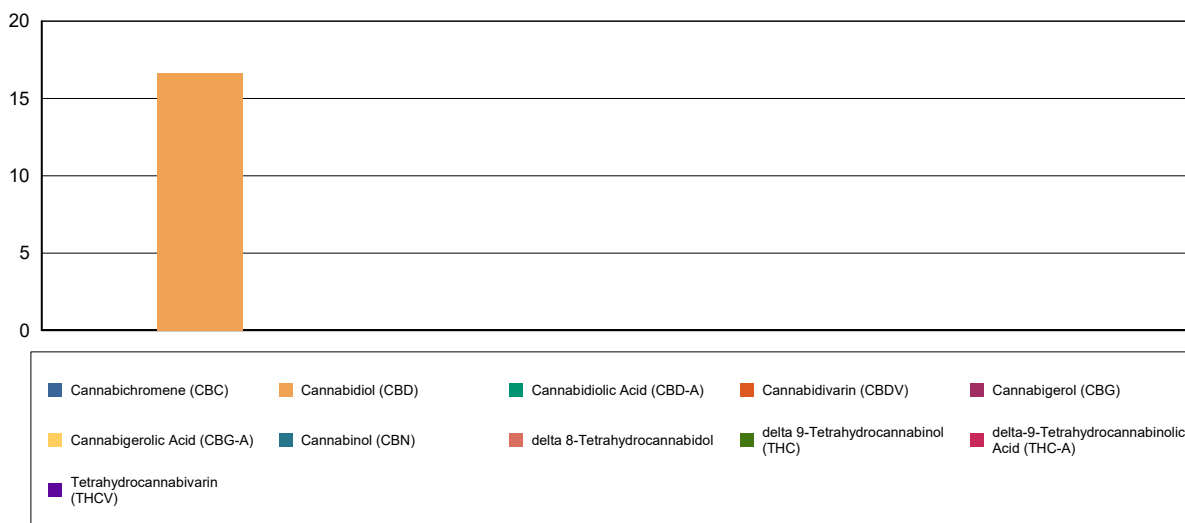 20
15
10
5
0
Cannabichromene (CBC)
Cannabidiol (CBD)
Cannabidiolic Acid (CBD-A)
Cannabidivarin (CBDV)
Cannabigerol (CBG)
Cannabigerolic Acid (CBG-A)
Cannabinol (CBN)
delta 8-Tetrahydrocannabidol
delta 9-Tetrahydrocannabinol
(THC)
delta-9-Tetrahydrocannabinolic
Acid (THC-A)
Tetrahydrocannabivarin
(THCV)